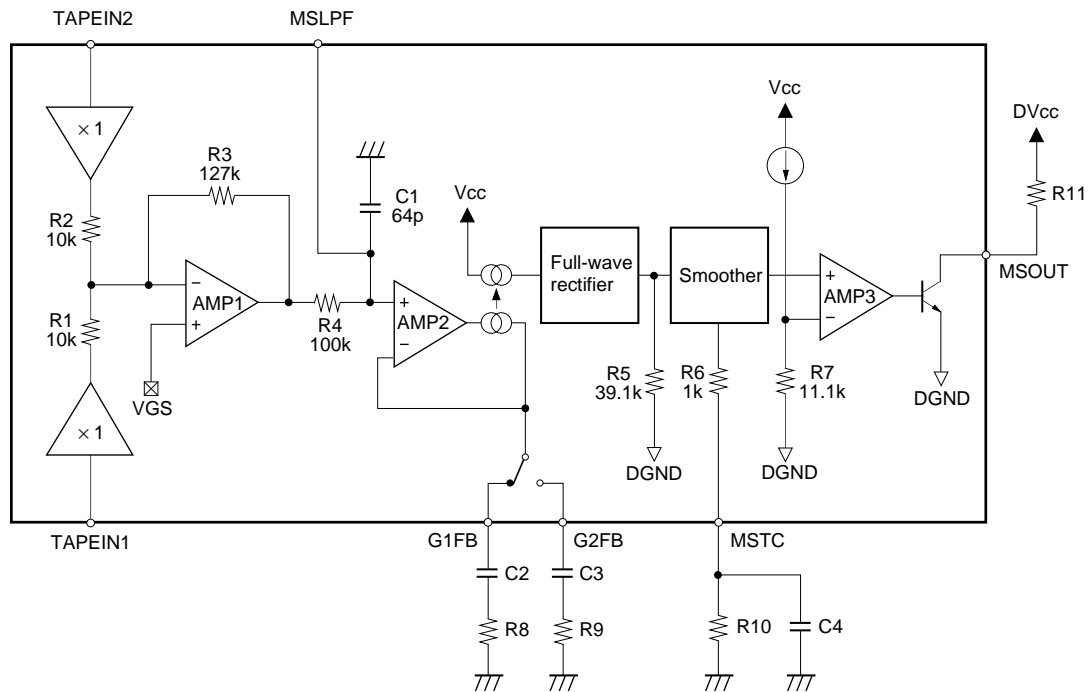 TAPEIN2
MSLPF
× 1
R3
127k
C1
64p
Vcc
Vcc
DVcc
R11
R2
10k
AMP1
−
+
R1
10k
VGS
× 1
R4
100k
+
AMP2
−
Full-wave
rectifier
Smoother
+
AMP3
−
MSOUT
R5
39.1k
R6
1k
R7
11.1k
DGND
DGND
DGND
TAPEIN1
G1FB
G2FB
MSTC
C2
C3
R8
R9
R10
C4